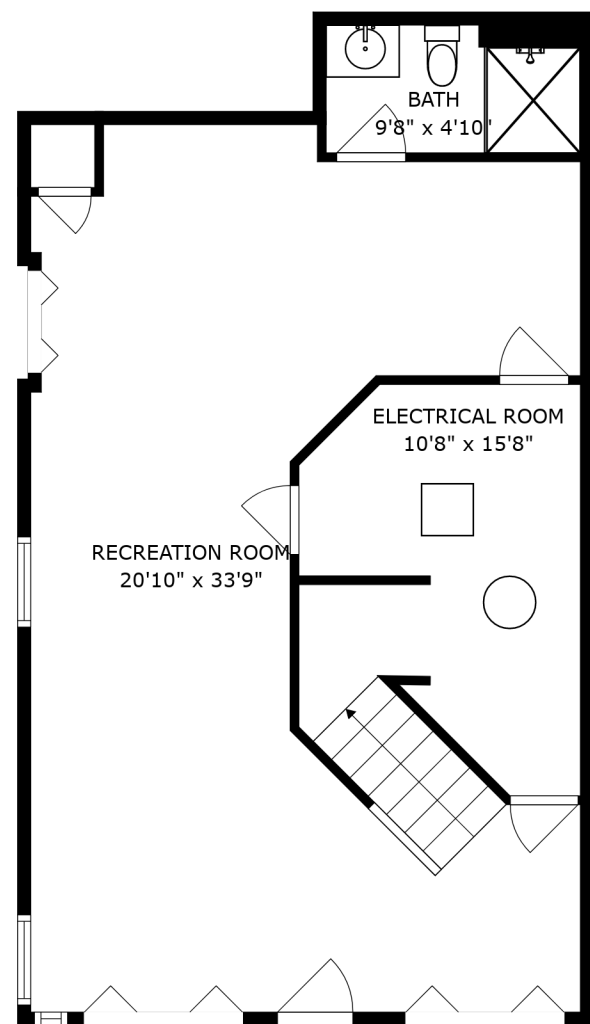 BATH
9'8" x 4'10"
ELECTRICAL ROOM
10'8" x 15'8"
RECREATION ROOM
20'10" x 33'9"